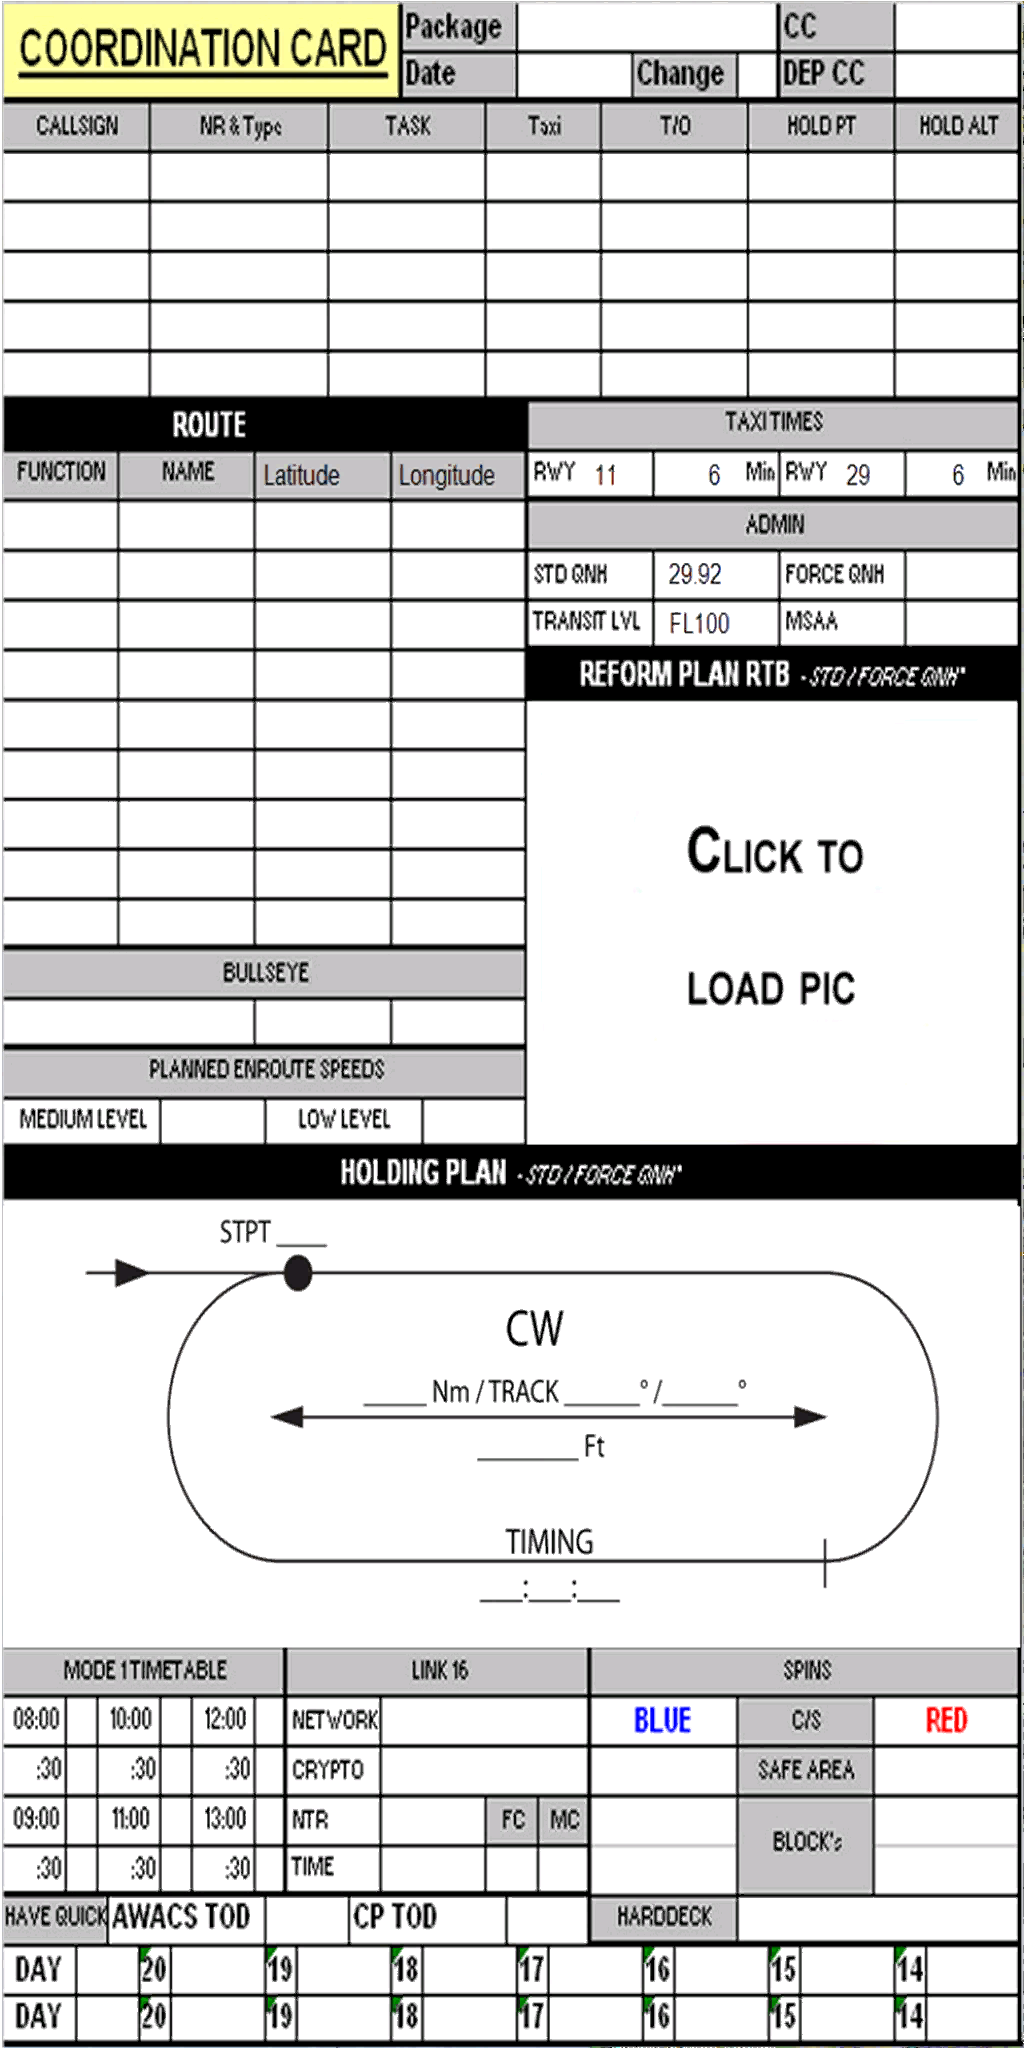 COORDINATION CARD Package CC
Date Change DEP CC
CALLSIGN NR & Type TASK Taxi T/O HOLD PT HOLD ALT
ROUTE TAXI TIMES
FUNCTION NAME Latitude Longitude RWY 11 6 Min RWY 29 6 Min
ADMIN
STD QNH 29.92 FORCE QNH
TRANSIT LVL FL100 MSAA
REFORM PLAN RTB - STD / FORCE QNH"
CLICK TO
LOAD PIC
BULLSEYE
PLANNED ENROUTE SPEEDS
MEDIUM LEVEL LOW LEVEL
HOLDING PLAN - STD / FORCE QNH"
STPT ____
CW
_____ Nm / TRACK ______° /______°
________ Ft
TIMING
___:___:___
MODE 1 TIMETABLE LINK 16 SPINS
08:00 10:00 12:00 NETWORK BLUE C/S RED
:30 :30 :30 CRYPTO SAFE AREA
09:00 11:00 13:00 NTR FC MC BLOCK's
:30 :30 :30 TIME
HAVE QUICK AWACS TOD CP TOD HARDDECK
DAY 20 19 18 17 16 15 14
DAY 20 19 18 17 16 15 14